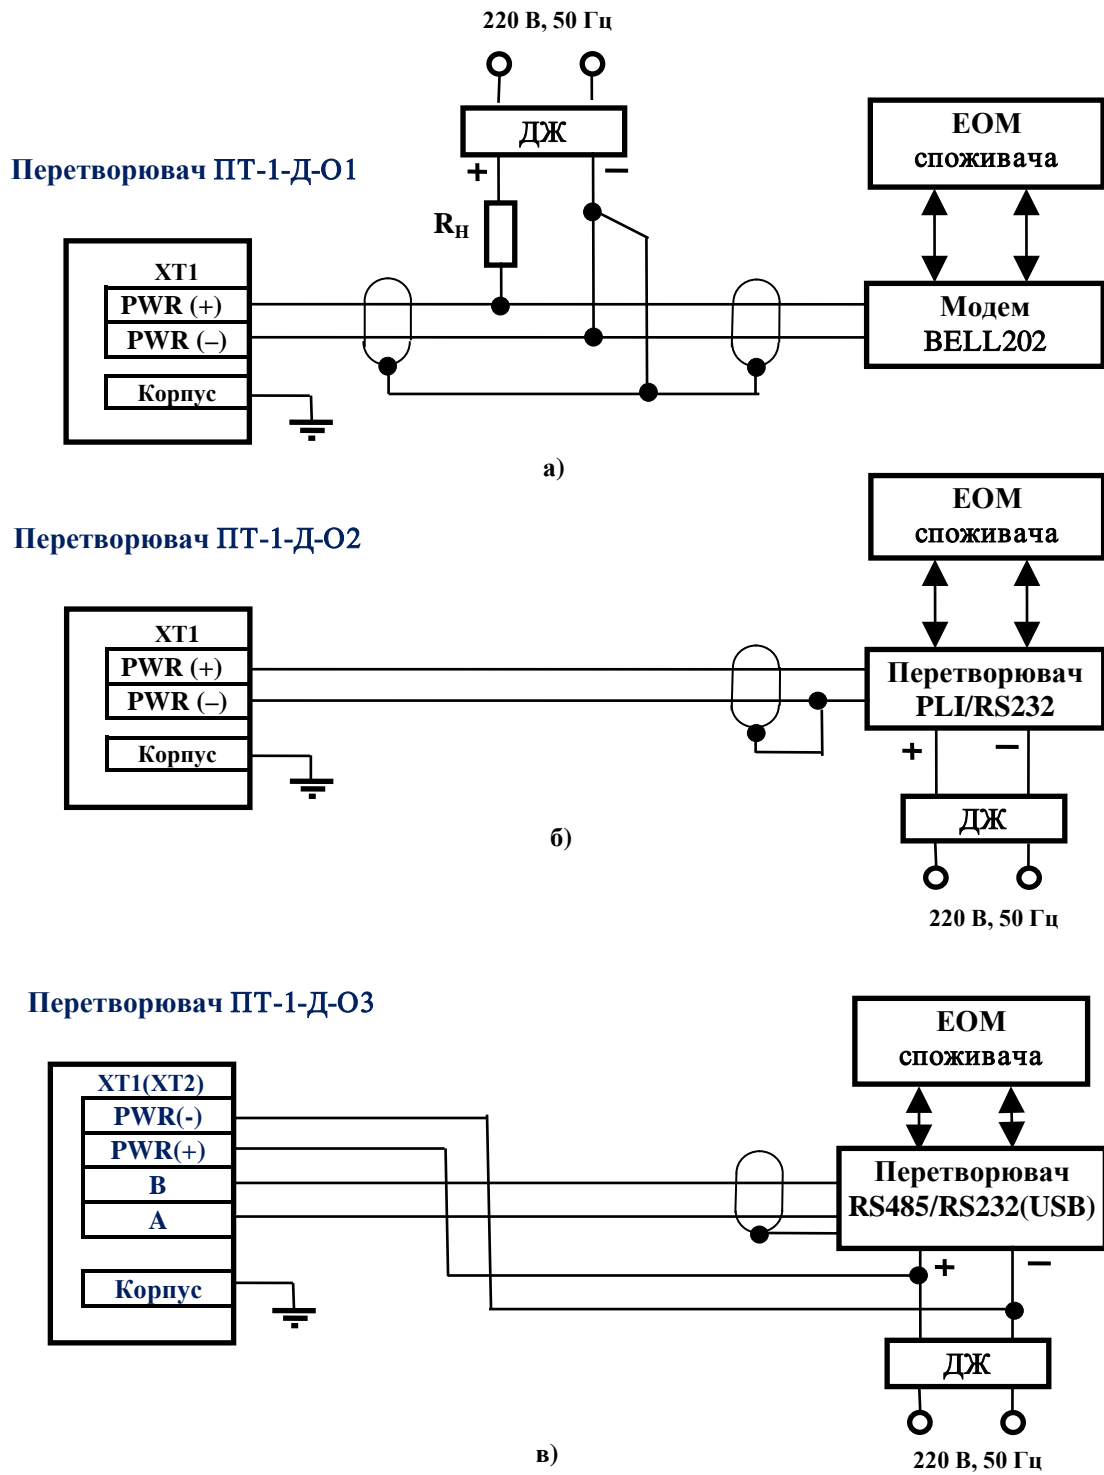 220 В, 50 Гц
ДЖ
+ −
Перетворювач ПТ-1-Д-О1
RН
ЕОМ
споживача
XT1
PWR (+)
PWR (–)
Корпус
Модем
BELL202
а)
Перетворювач ПТ-1-Д-О2
ЕОМ
споживача
XT1
PWR (+)
PWR (–)
Корпус
Перетворювач
PLI/RS232
+ −
ДЖ
220 В, 50 Гц
б)
Перетворювач ПТ-1-Д-О3
ЕОМ
споживача
XT1(XT2)
PWR(-)
PWR(+)
B
A
Корпус
Перетворювач
RS485/RS232(USB)
+ −
ДЖ
220 В, 50 Гц
в)